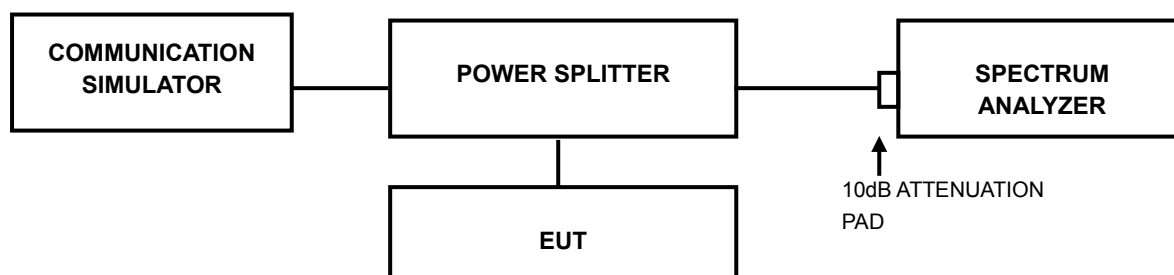 COMMUNICATION
SIMULATOR
POWER SPLITTER
SPECTRUM
ANALYZER
10dB ATTENUATION
PAD
EUT